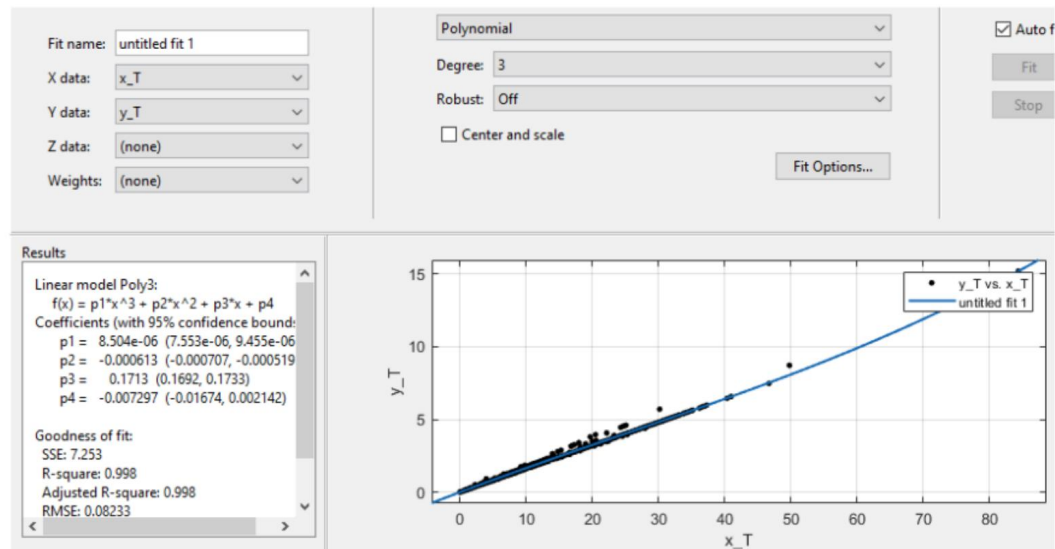 Fit name: untitled fit 1
X data: x_T
Y data: y_T
Z data: (none)
Weights: (none)
Polynomial
Degree: 3
Robust: Off
Center and scale
Fit Options...
Auto f
Fit
Stop
Results
Linear model Poly3:
f(x) = p1*x^3 + p2*x^2 + p3*x + p4
Coefficients (with 95% confidence bound:
p1 = 8.504e-06 (7.553e-06, 9.455e-06
p2 = -0.000613 (-0.000707, -0.000519
p3 = 0.1713 (0.1692, 0.1733)
p4 = -0.007297 (-0.01674, 0.002142)
Goodness of fit:
SSE: 7.253
R-square: 0.998
Adjusted R-square: 0.998
RMSE: 0.08233
y_T vs. x_T
untitled fit 1
15
10
5
0
y_T
0 10 20 30 40 50 60 70 80
x_T